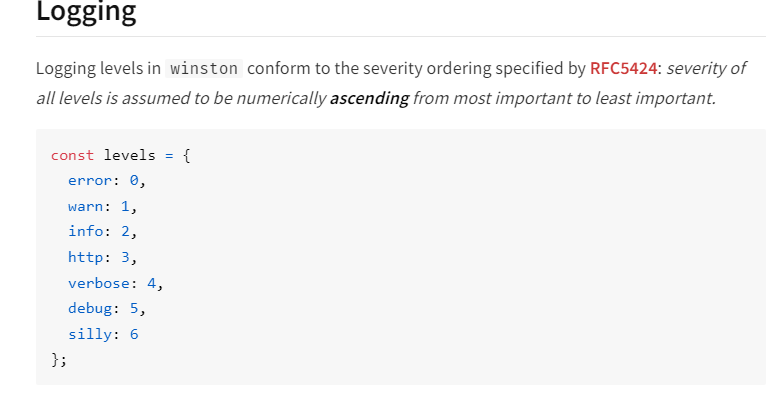 Logging
Logging levels in winston conform to the severity ordering specified by RFC5424: severity of
all levels is assumed to be numerically ascending from most important to least important.
const levels = {
  error: 0,
  warn: 1,
  info: 2,
  http: 3,
  verbose: 4,
  debug: 5,
  silly: 6
};